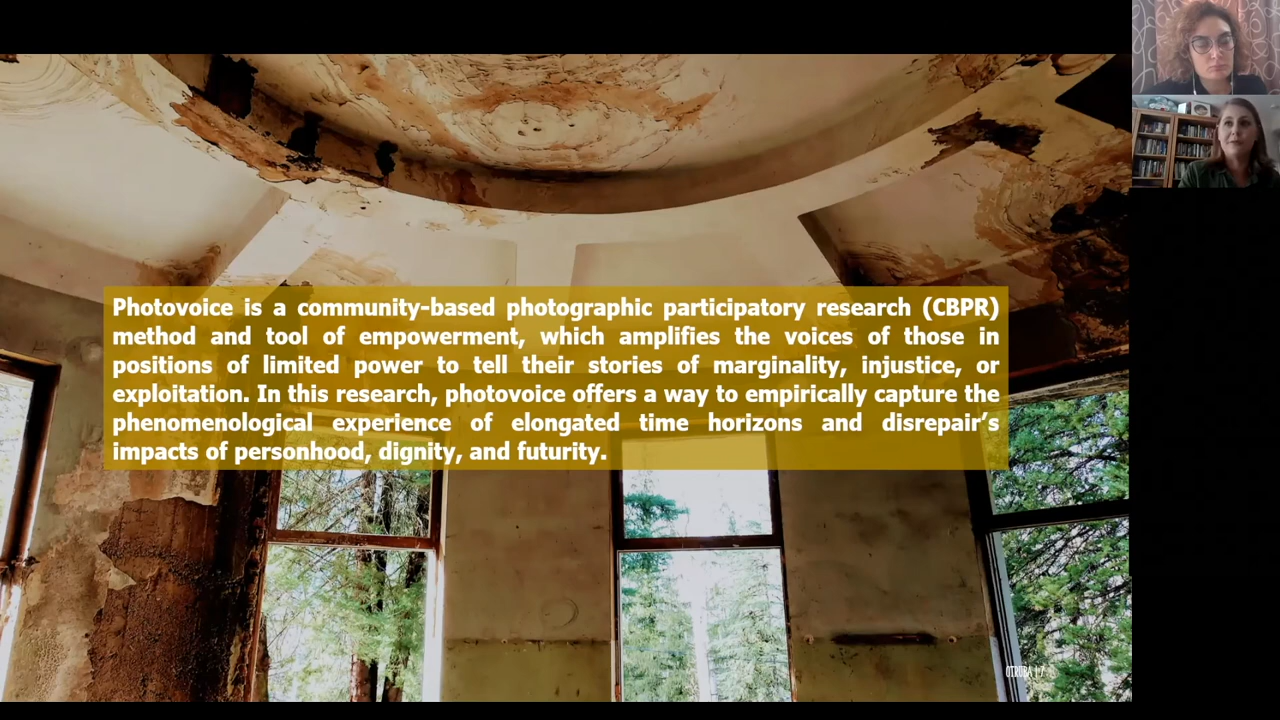 Photovoice is a community-based photographic participatory research (CBPR)
method and tool of empowerment, which amplifies the voices of those in
positions of limited power to tell their stories of marginality, injustice, or
exploitation. In this research, photovoice offers a way to empirically capture the
phenomenological experience of elongated time horizons and disrepair’s
impacts of personhood, dignity, and futurity.
OTRUBA | 7